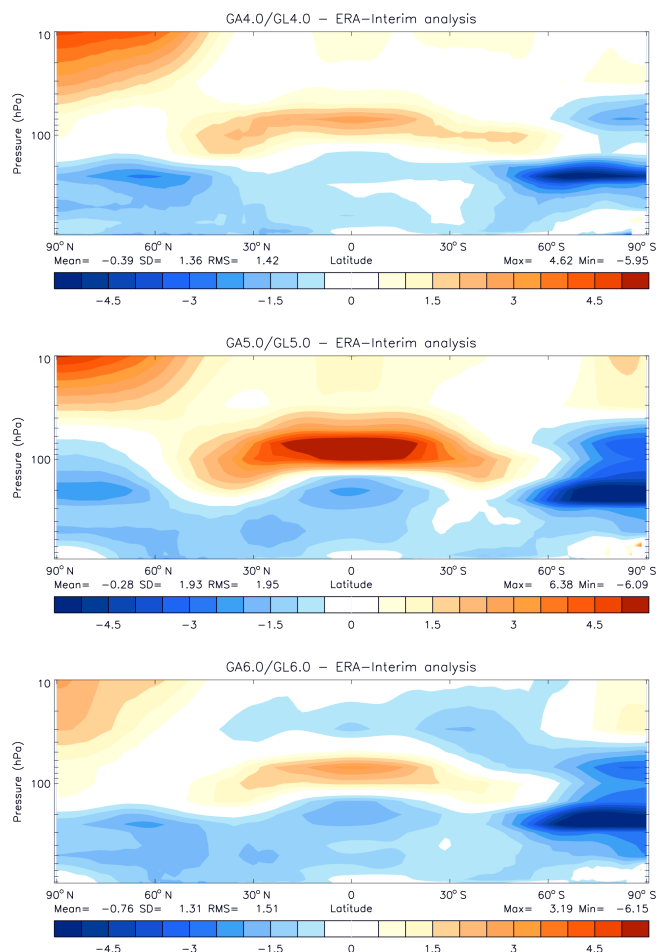 GA4.0/GL4.0 − ERA−Interim analysis
10
100
Pressure (hPa)
90° N 60° N 30° N 0 30° S 60° S 90° S
Mean= −0.39 SD= 1.36 RMS= 1.42 Latitude Max= 4.62 Min= −5.95
−4.5 −3 −1.5 0 1.5 3 4.5
GA5.0/GL5.0 − ERA−Interim analysis
10
100
Pressure (hPa)
90° N 60° N 30° N 0 30° S 60° S 90° S
Mean= −0.28 SD= 1.93 RMS= 1.95 Latitude Max= 6.38 Min= −6.09
−4.5 −3 −1.5 0 1.5 3 4.5
GA6.0/GL6.0 − ERA−Interim analysis
10
100
Pressure (hPa)
90° N 60° N 30° N 0 30° S 60° S 90° S
Mean= −0.76 SD= 1.31 RMS= 1.51 Latitude Max= 3.19 Min= −6.15
−4.5 −3 −1.5 0 1.5 3 4.5